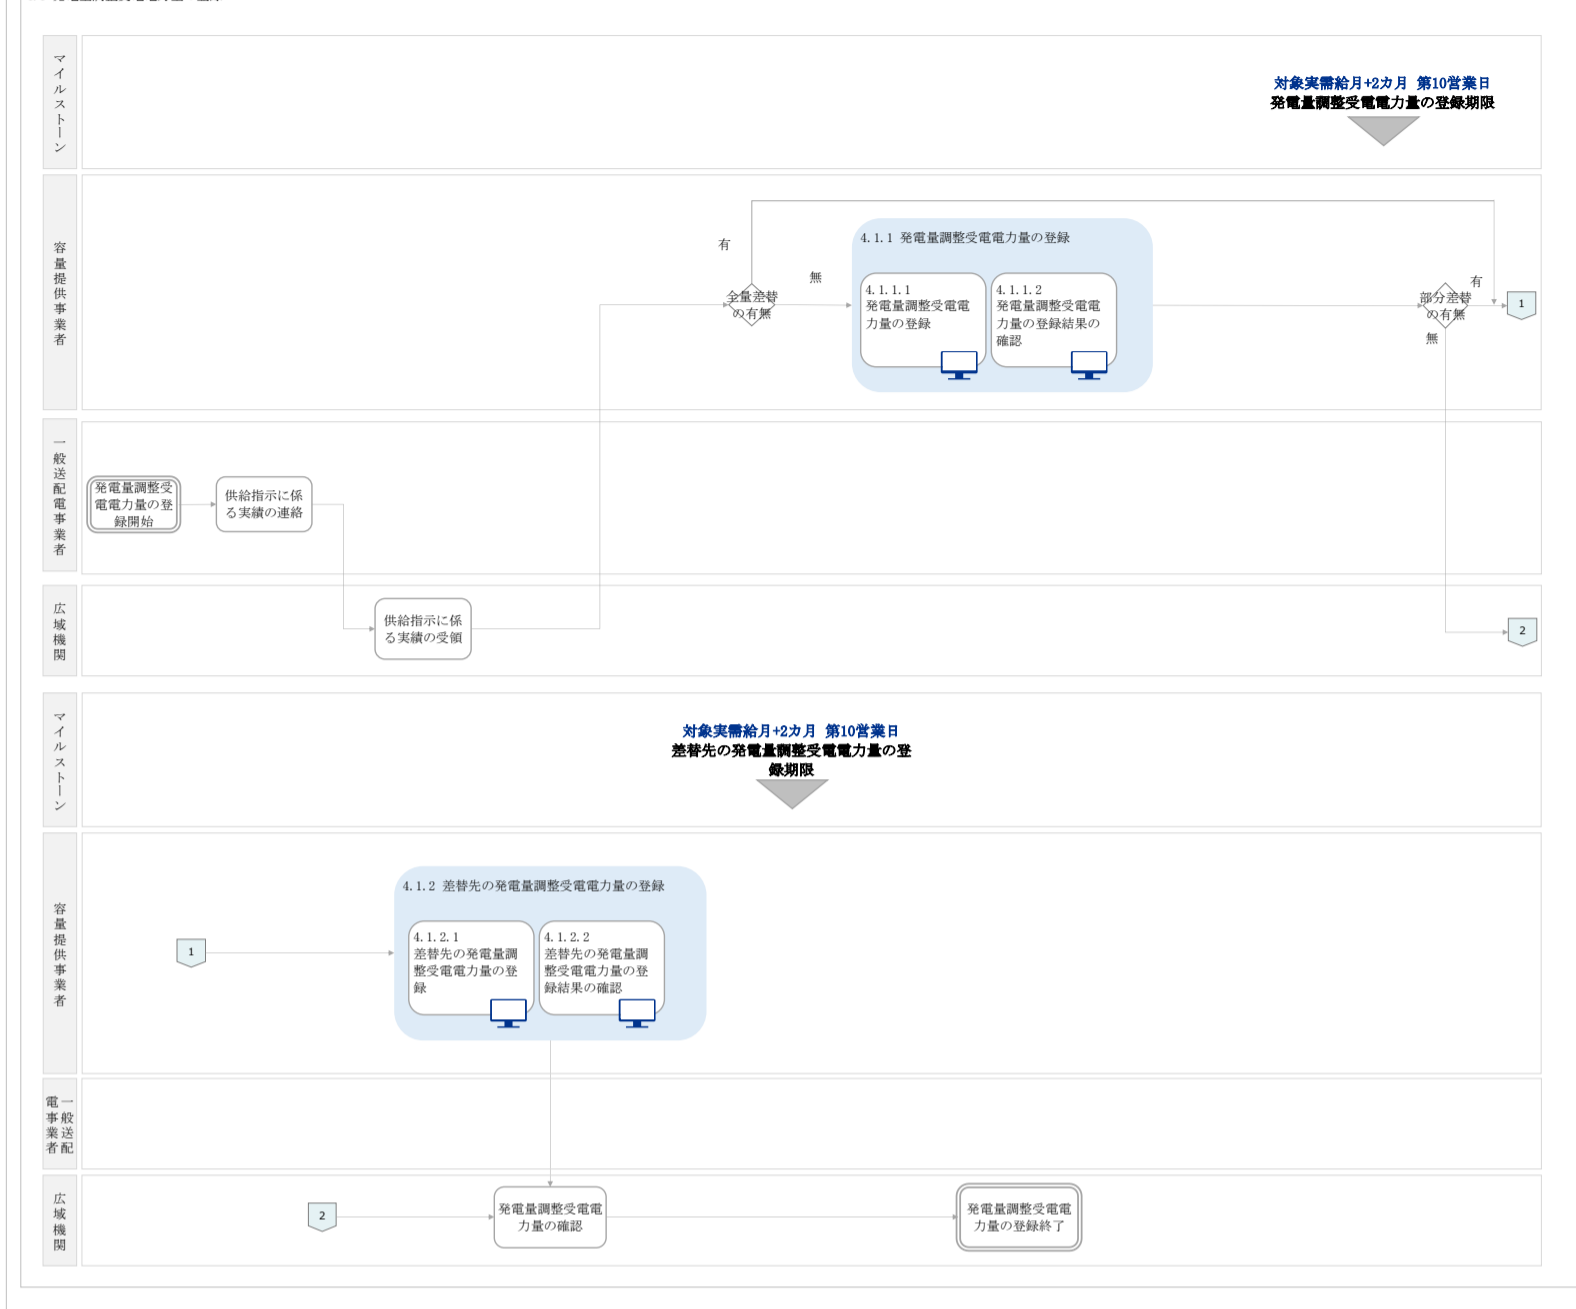 マイルストーン
対象実需給月+2カ月 第10営業日
発電量調整受電電力量の登録期限
容量提供事業者
有
全量差替
の有無
無
4.1.1 発電量調整受電電力量の登録
4.1.1.1
発電量調整受電電
力量の登録
4.1.1.2
発電量調整受電電
力量の登録結果の
確認
部分差替
の有無
有
無
1
一般送配電事業者
発電量調整受
電電力量の登
録開始
供給指示に係
る実績の連絡
広域機関
供給指示に係
る実績の受領
2
マイルストーン
対象実需給月+2カ月 第10営業日
差替先の発電量調整受電電力量の登
録期限
容量提供事業者
1
4.1.2 差替先の発電量調整受電電力量の登録
4.1.2.1
差替先の発電量調
整受電電力量の登
録
4.1.2.2
差替先の発電量調
整受電電力量の登
録結果の確認
一般送配
電事業者
広域機関
2
発電量調整受電電
力量の確認
発電量調整受電電
力量の登録終了